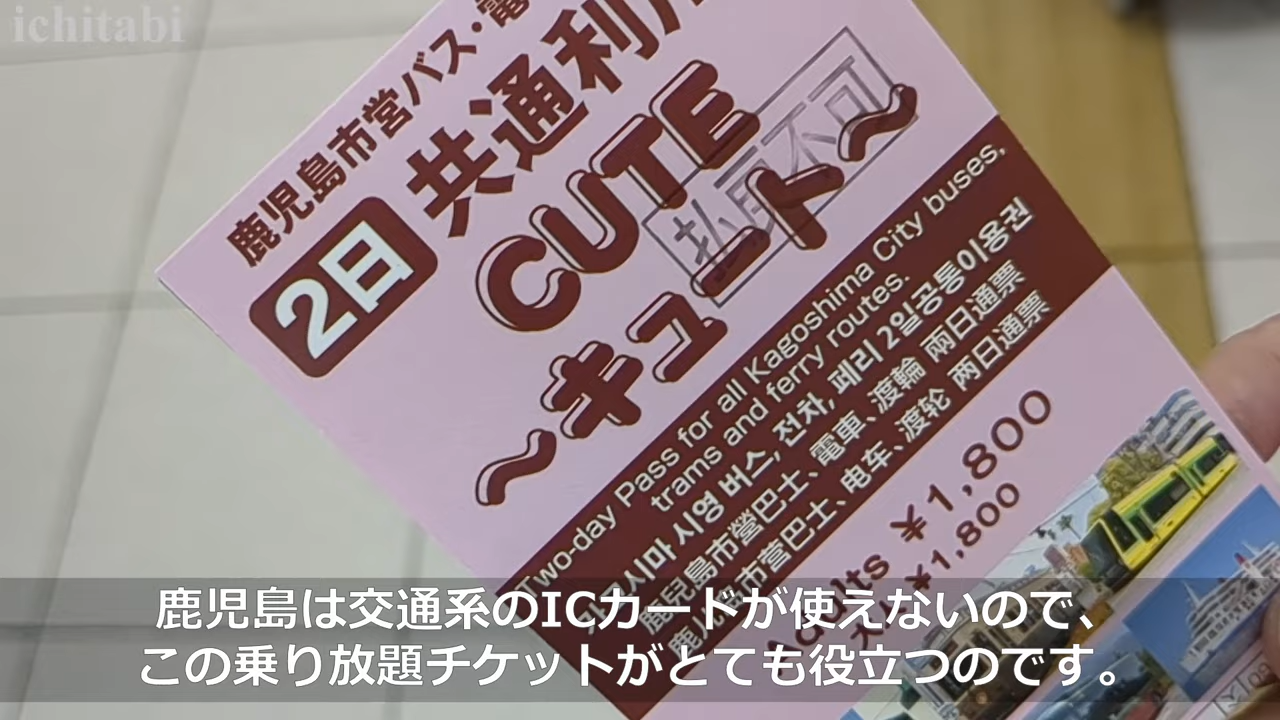 ichitabi
鹿児島市営バス・電
2日
共通利用
CUTE
払戻不可
～キュート～
Two-day Pass for all Kagoshima City buses,
trams and ferry routes.
시영 버스, 전차, 페리 2일공통이용권
鹿児島市營巴士、電車、渡輪 兩日通票
鹿儿岛市营巴士、电车、渡轮 两日通票
Adults ¥1,800
¥1,800
鹿児島は交通系のICカードが使えないので、
この乗り放題チケットがとても役立つのです。